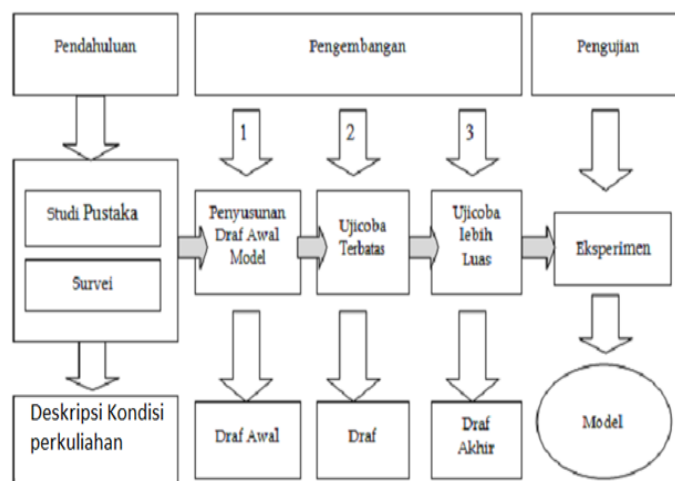 Pendahuluan
Pengembangan
Pengujian
1
2
3
Studi Pustaka
Survei
Penyusunan
Draf Awal
Model
Ujicoba
Terbatas
Ujicoba
lebih
Luas
Eksperimen
Deskripsi Kondisi
perkuliahan
Draf Awal
Draf
Draf
Akhir
Model